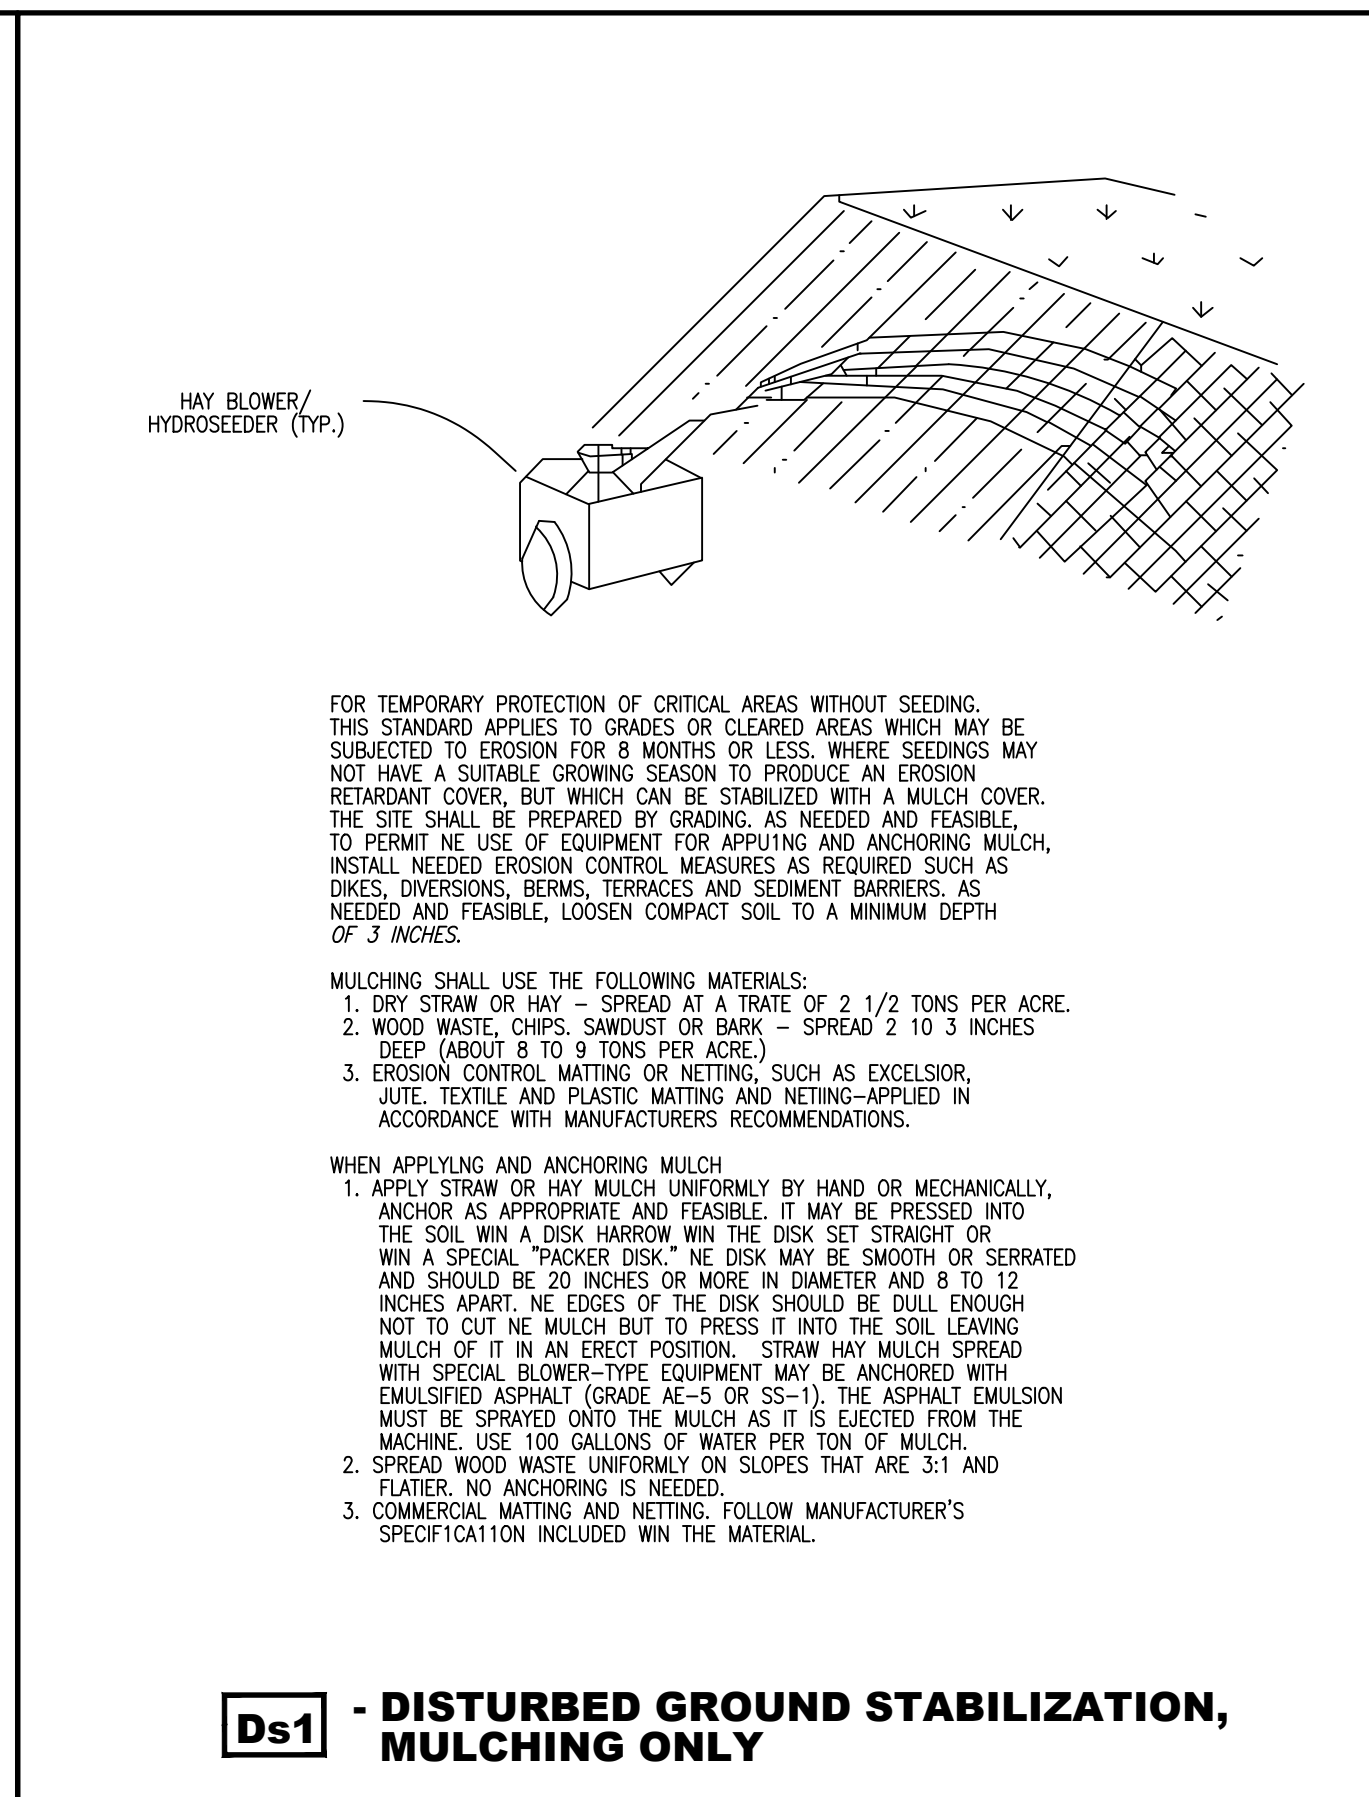 HAY BLOWER/
HYDROSEEDER (TYP.)
FOR TEMPORARY PROTECTION OF CRITICAL AREAS WITHOUT SEEDING.
THIS STANDARD APPLIES TO GRADES OR CLEARED AREAS WHICH MAY BE
SUBJECTED TO EROSION FOR 8 MONTHS OR LESS. WHERE SEEDINGS MAY
NOT HAVE A SUITABLE GROWING SEASON TO PRODUCE AN EROSION
RETARDANT COVER, BUT WHICH CAN BE STABILIZED WITH A MULCH COVER.
THE SITE SHALL BE PREPARED BY GRADING. AS NEEDED AND FEASIBLE,
TO PERMIT NE USE OF EQUIPMENT FOR APPU1NG AND ANCHORING MULCH,
INSTALL NEEDED EROSION CONTROL MEASURES AS REQUIRED SUCH AS
DIKES, DIVERSIONS, BERMS, TERRACES AND SEDIMENT BARRIERS. AS
NEEDED AND FEASIBLE, LOOSEN COMPACT SOIL TO A MINIMUM DEPTH
OF 3 INCHES.
MULCHING SHALL USE THE FOLLOWING MATERIALS:
1. DRY STRAW OR HAY – SPREAD AT A TRATE OF 2 1/2 TONS PER ACRE.
2. WOOD WASTE, CHIPS. SAWDUST OR BARK – SPREAD 2 10 3 INCHES
DEEP (ABOUT 8 TO 9 TONS PER ACRE.)
3. EROSION CONTROL MATTING OR NETTING, SUCH AS EXCELSIOR,
JUTE. TEXTILE AND PLASTIC MATTING AND NETIING–APPLIED IN
ACCORDANCE WITH MANUFACTURERS RECOMMENDATIONS.
WHEN APPLYLNG AND ANCHORING MULCH
1. APPLY STRAW OR HAY MULCH UNIFORMLY BY HAND OR MECHANICALLY,
ANCHOR AS APPROPRIATE AND FEASIBLE. IT MAY BE PRESSED INTO
THE SOIL WIN A DISK HARROW WIN THE DISK SET STRAIGHT OR
WIN A SPECIAL "PACKER DISK." NE DISK MAY BE SMOOTH OR SERRATED
AND SHOULD BE 20 INCHES OR MORE IN DIAMETER AND 8 TO 12
INCHES APART. NE EDGES OF THE DISK SHOULD BE DULL ENOUGH
NOT TO CUT NE MULCH BUT TO PRESS IT INTO THE SOIL LEAVING
MULCH OF IT IN AN ERECT POSITION. STRAW HAY MULCH SPREAD
WITH SPECIAL BLOWER–TYPE EQUIPMENT MAY BE ANCHORED WITH
EMULSIFIED ASPHALT (GRADE AE–5 OR SS–1). THE ASPHALT EMULSION
MUST BE SPRAYED ONTO THE MULCH AS IT IS EJECTED FROM THE
MACHINE. USE 100 GALLONS OF WATER PER TON OF MULCH.
2. SPREAD WOOD WASTE UNIFORMLY ON SLOPES THAT ARE 3:1 AND
FLATIER. NO ANCHORING IS NEEDED.
3. COMMERCIAL MATTING AND NETTING. FOLLOW MANUFACTURER'S
SPECIF1CA11ON INCLUDED WIN THE MATERIAL.
Ds1 - DISTURBED GROUND STABILIZATION,
MULCHING ONLY